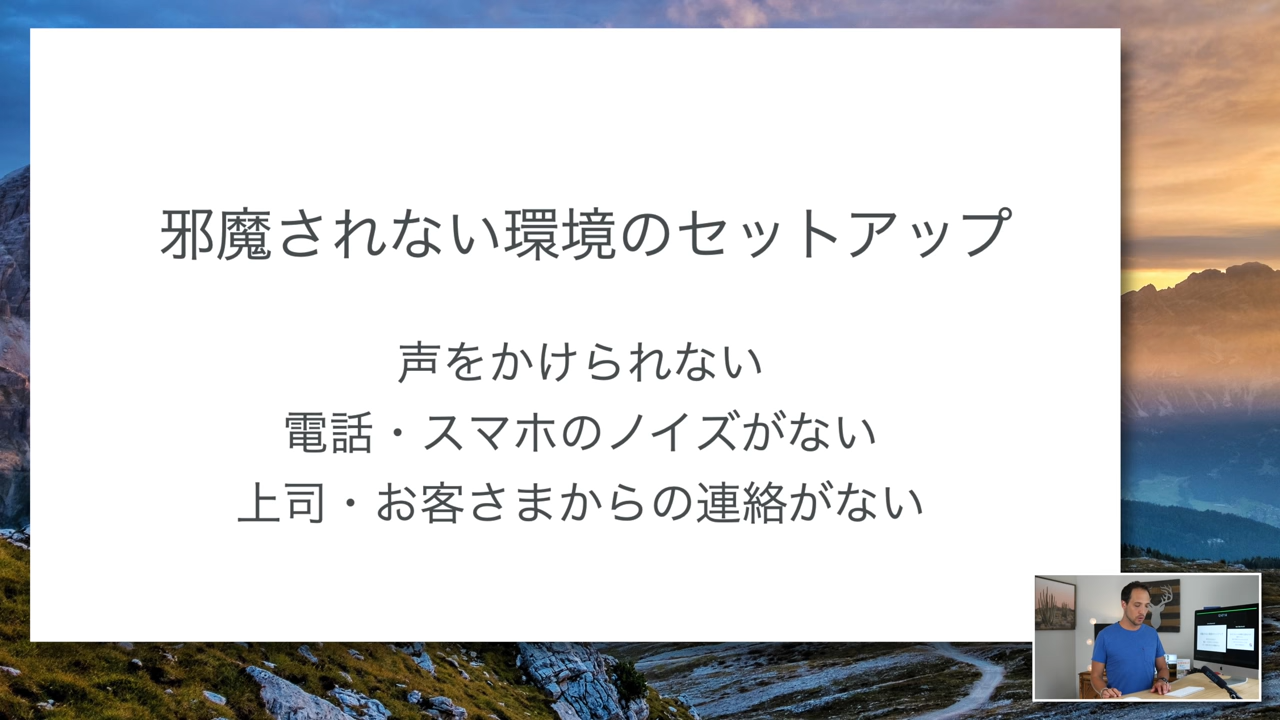 邪魔されない環境のセットアップ
声をかけられない
電話・スマホのノイズがない
上司・お客さまからの連絡がない